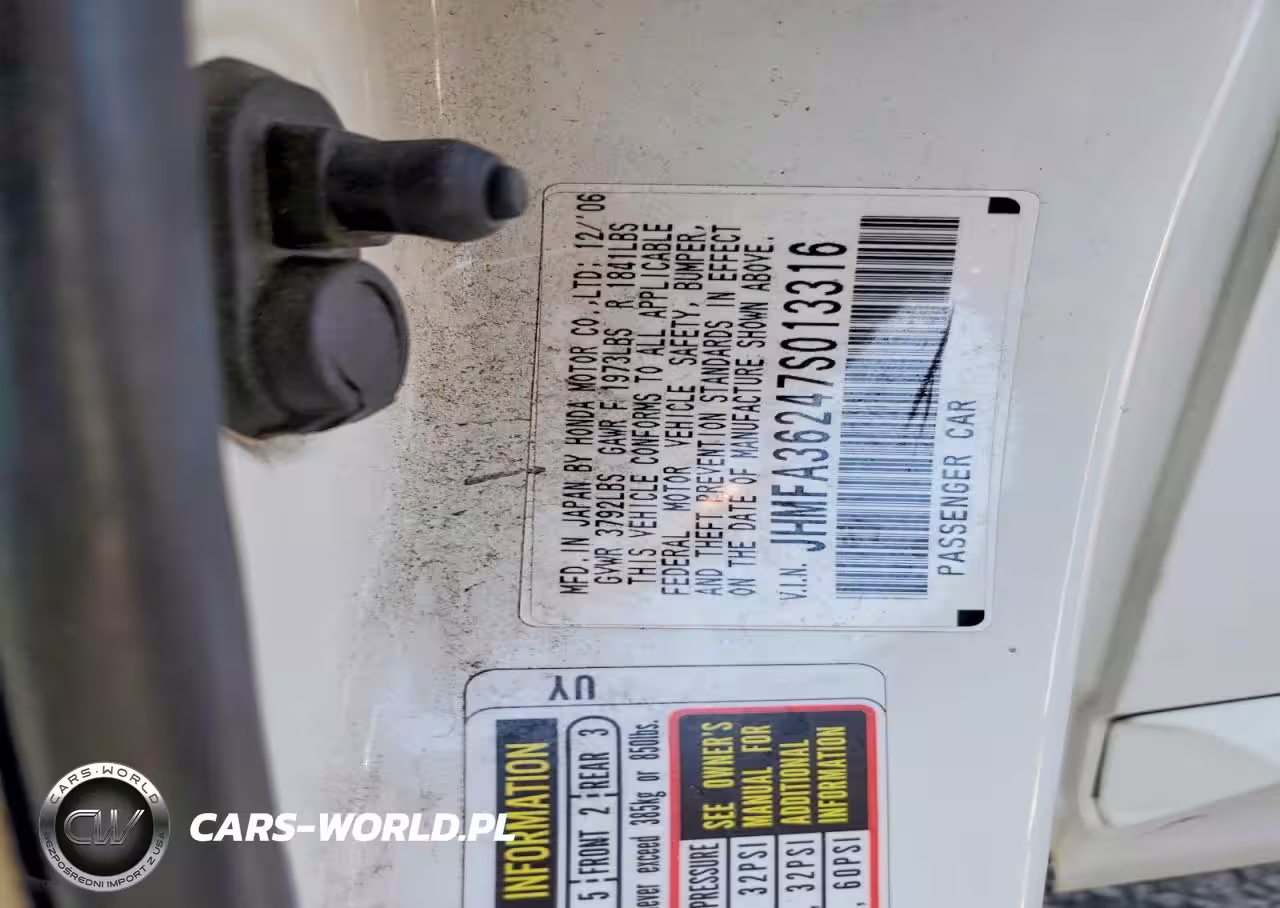 MFD. IN JAPAN BY HONDA MOTOR CO.,LTD; 12/'06
GVWR 3792LBS GAWR F 1973LBS R 1841LBS
THIS VEHICLE CONFORMS TO ALL APPLICABLE
FEDERAL MOTOR VEHICLE SAFETY, BUMPER,
AND THEFT PREVENTION STANDARDS IN EFFECT
ON THE DATE OF MANUFACTURE SHOWN ABOVE.
V.I.N. JHMFA36247S013316
PASSENGER CAR
UY
INFORMATION
5 FRONT 2 REAR 3
ever exceed 385kg or 850lbs.
PRESSURE
, 32PSI
, 32PSI
, 60PSI
SEE OWNER'S
MANUAL FOR
ADDITIONAL
INFORMATION
CARS-WORLD
CW
BEZPOŚREDNI IMPORT Z USA
CARS-WORLD.PL